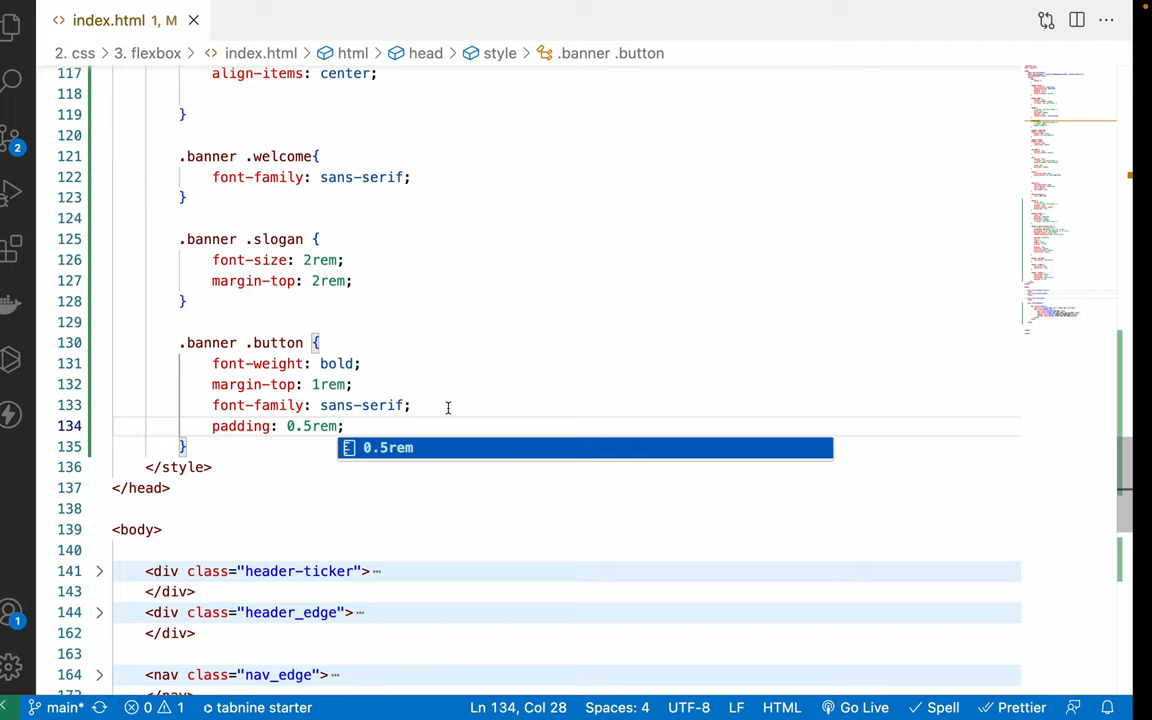 index.html 1, M
2. css > 3. flexbox > index.html > html > head > style > .banner .button
117 align-items: center;
118
119 }
120
121 .banner .welcome{
122 font-family: sans-serif;
123 }
124
125 .banner .slogan {
126 font-size: 2rem;
127 margin-top: 2rem;
128 }
129
130 .banner .button {
131 font-weight: bold;
132 margin-top: 1rem;
133 font-family: sans-serif;
134 padding: 0.5rem;
135 }
0.5rem
136 </style>
137 </head>
138
139 <body>
140
141 <div class="header-ticker">
143 </div>
144 <div class="header_edge">
162 </div>
163
164 <nav class="nav_edge">
172 </nav>
2
1
main* 0 1 tabnine starter Ln 134, Col 28 Spaces: 4 UTF-8 LF HTML Go Live Spell Prettier